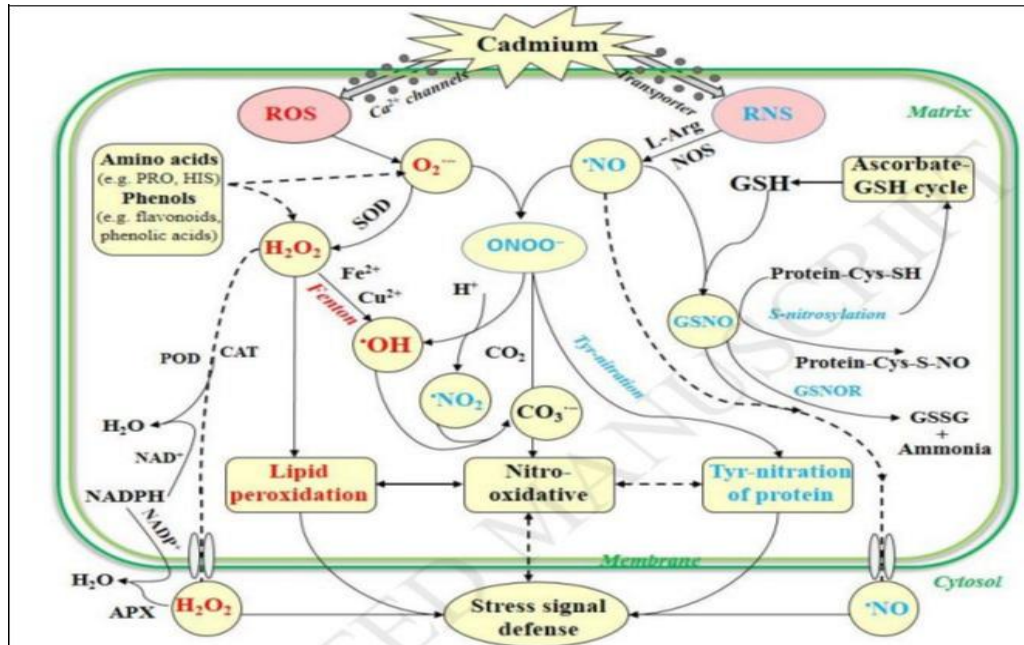 Cadmium
Ca²⁺ channels
Transporter
ROS
RNS
Matrix
L-Arg
NOS
Amino acids
(e.g. PRO, HIS)
Phenols
(e.g. flavonoids,
phenolic acids)
O₂•−
•NO
GSH
Ascorbate-
GSH cycle
SOD
H₂O₂
ONOO⁻
Fe²⁺
Cu²⁺
Fenton
H⁺
Protein-Cys-SH
S-nitrosylation
GSNO
•OH
CO₂
Tyr-nitration
POD
CAT
Protein-Cys-S-NO
GSNOR
•NO₂
CO₃•−
GSSG
+
Ammonia
H₂O
NAD⁺
NADPH
NADP⁺
Lipid
peroxidation
Nitro-
oxidative
Tyr-nitration
of protein
Membrane
Cytosol
H₂O
APX
H₂O₂
Stress signal
defense
•NO
TED MANUSCRIPT